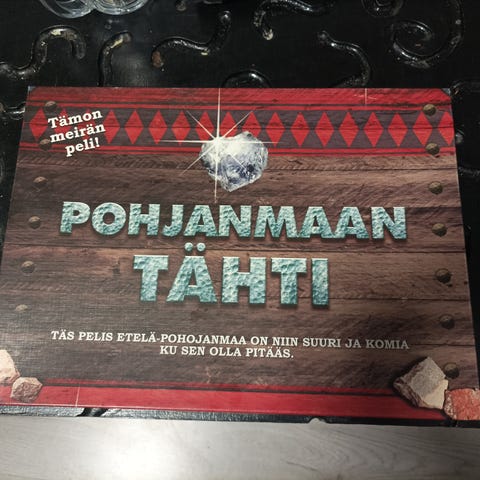 Tämon
meirän
peli!
POHJANMAAN
TÄHTI
TÄS PELIS ETELÄ-POHOJANMAA ON NIIN SUURI JA KOMIA
KU SEN OLLA PITÄÄS.